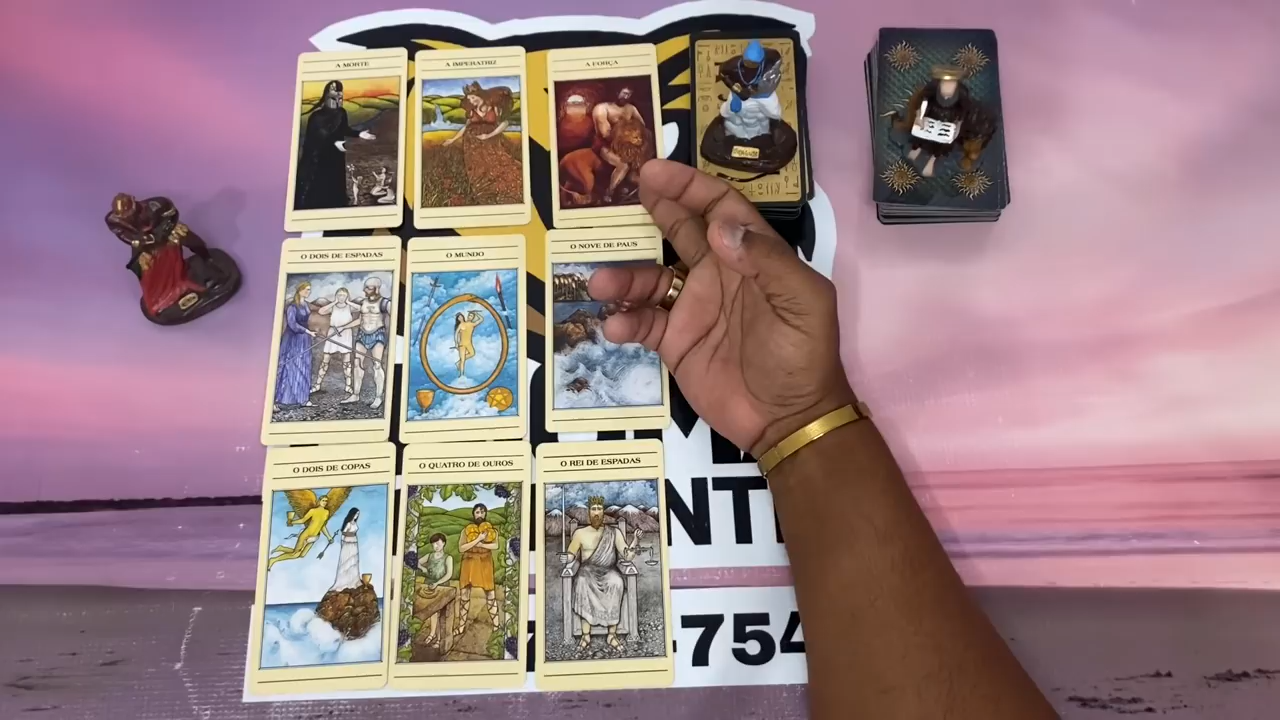 A MORTE
A IMPERATRIZ
A FORÇA
O DOIS DE ESPADAS
O MUNDO
O NOVE DE PAUS
O DOIS DE COPAS
O QUATRO DE OUROS
O REI DE ESPADAS
NT
-754